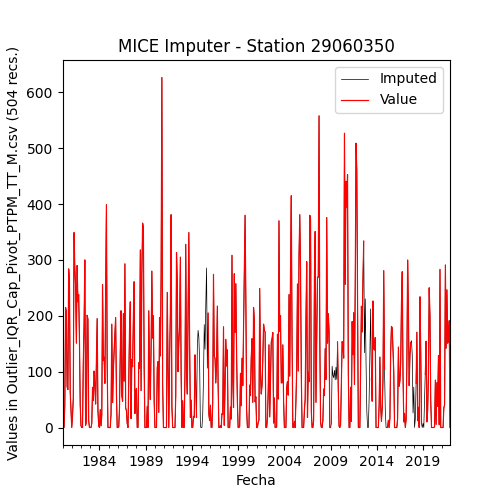 MICE Imputer - Station 29060350
Values in Outlier_IQR_Cap_Pivot_PTPM_TT_M.csv (504 recs.)
600
500
400
300
200
100
0
Imputed
Value
1984 1989 1994 1999 2004 2009 2014 2019
Fecha